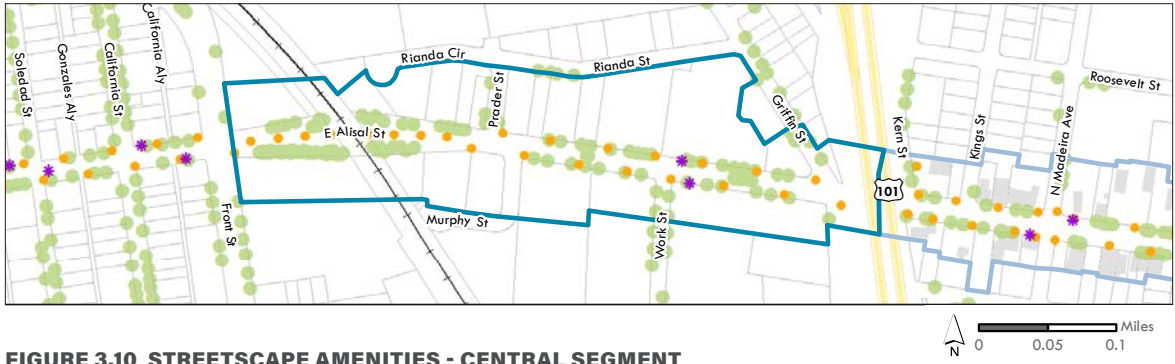 Soledad St
Gonzales Aly
California St
California Aly
Front St
E Alisal St
Rianda Cir
Prader St
Rianda St
Griffin St
Murphy St
Work St
Kern St
101
Kings St
N Madeira Ave
Roosevelt St
N
Miles
0 0.05 0.1
FIGURE 3.10 STREETSCAPE AMENITIES - CENTRAL SEGMENT